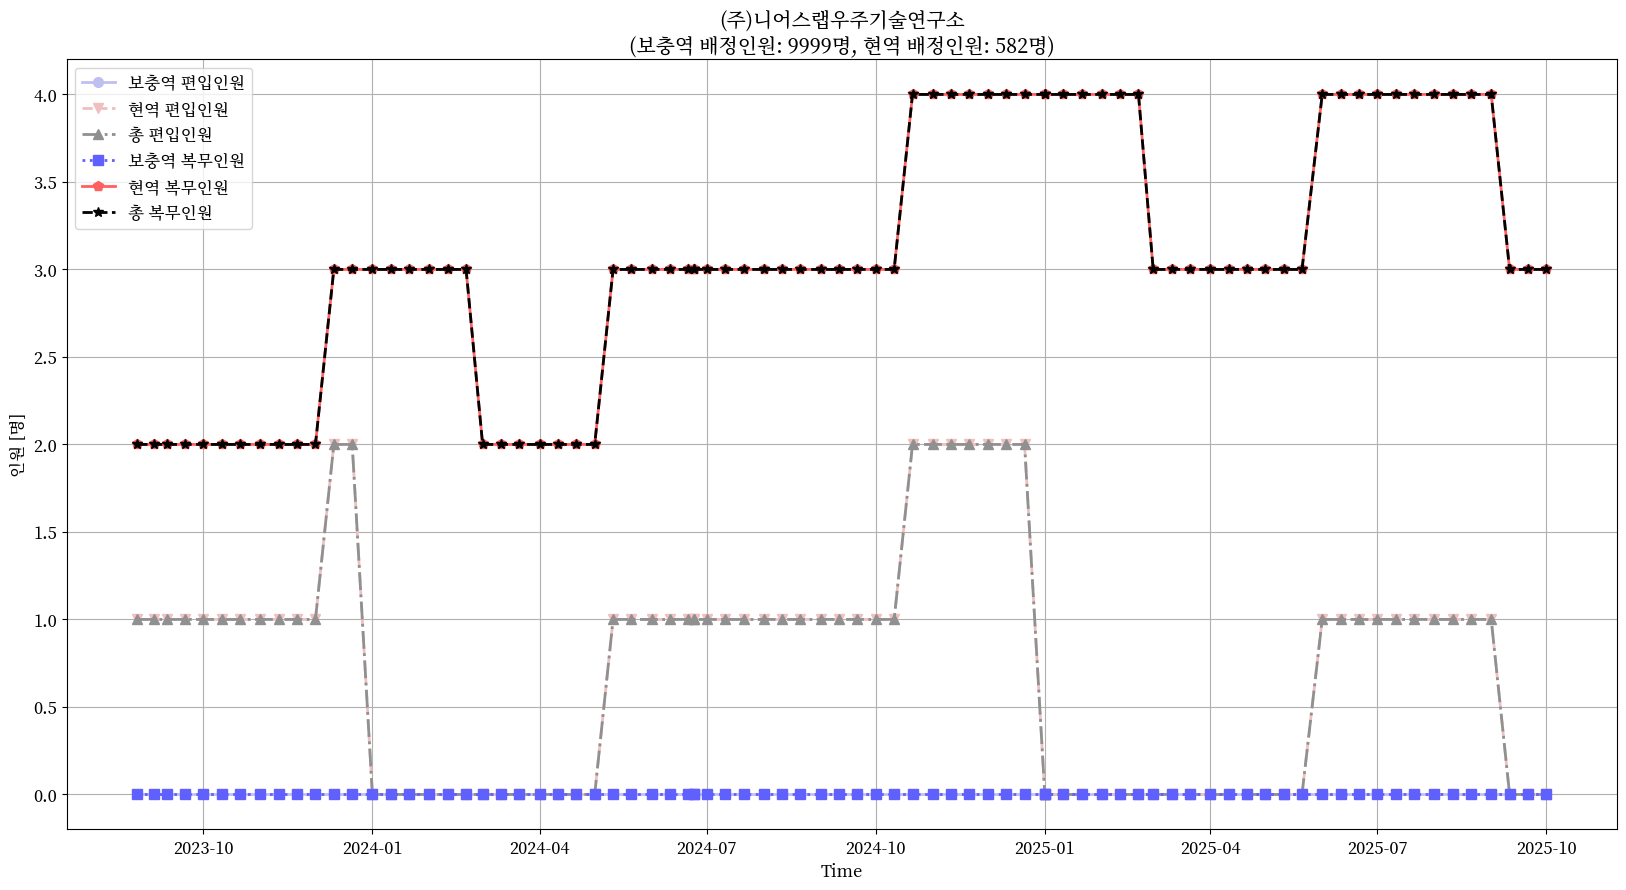 (주)니어스랩우주기술연구소
(보충역 배정인원: 9999명, 현역 배정인원: 582명)
보충역 편입인원
현역 편입인원
총 편입인원
보충역 복무인원
현역 복무인원
총 복무인원
인원 [명]
4.0
3.5
3.0
2.5
2.0
1.5
1.0
0.5
0.0
2023-10
2024-01
2024-04
2024-07
2024-10
2025-01
2025-04
2025-07
2025-10
Time